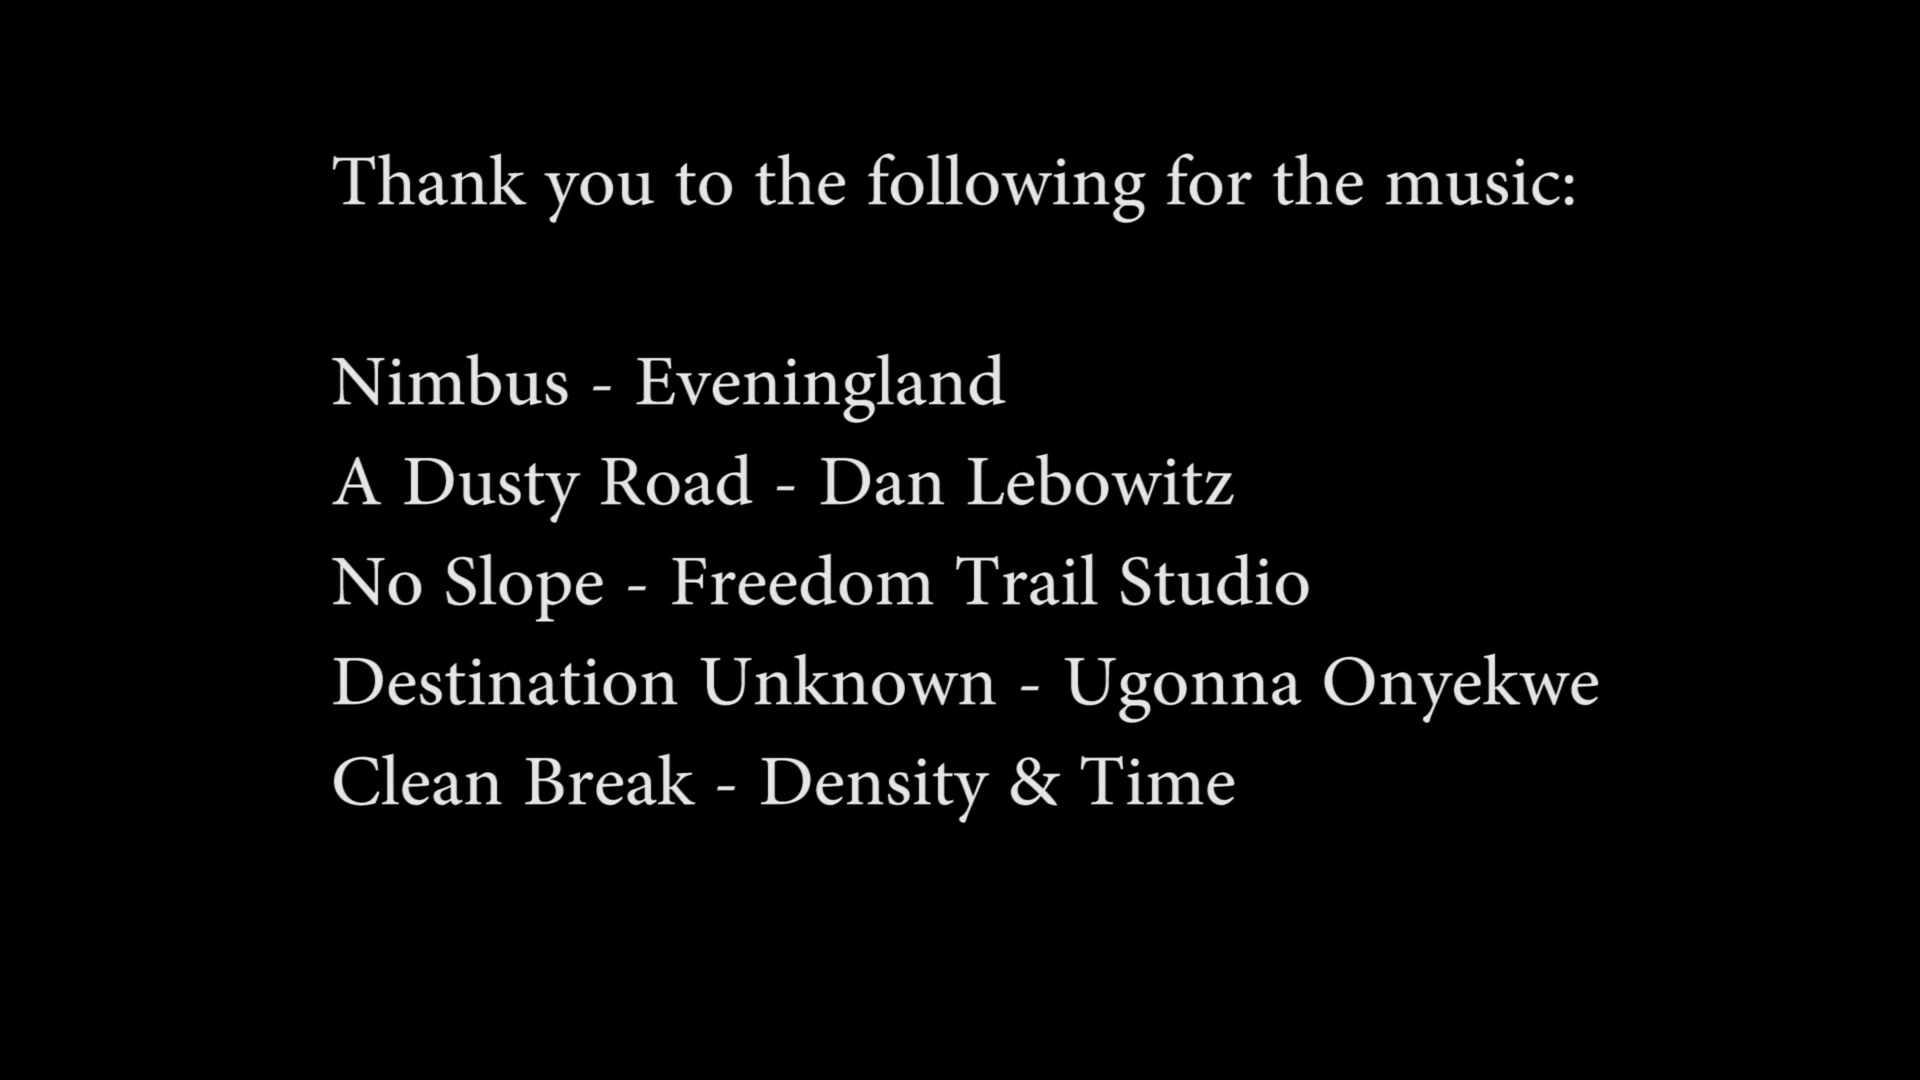 Thank you to the following for the music:
Nimbus - Eveningland
A Dusty Road - Dan Lebowitz
No Slope - Freedom Trail Studio
Destination Unknown - Ugonna Onyekwe
Clean Break - Density & Time